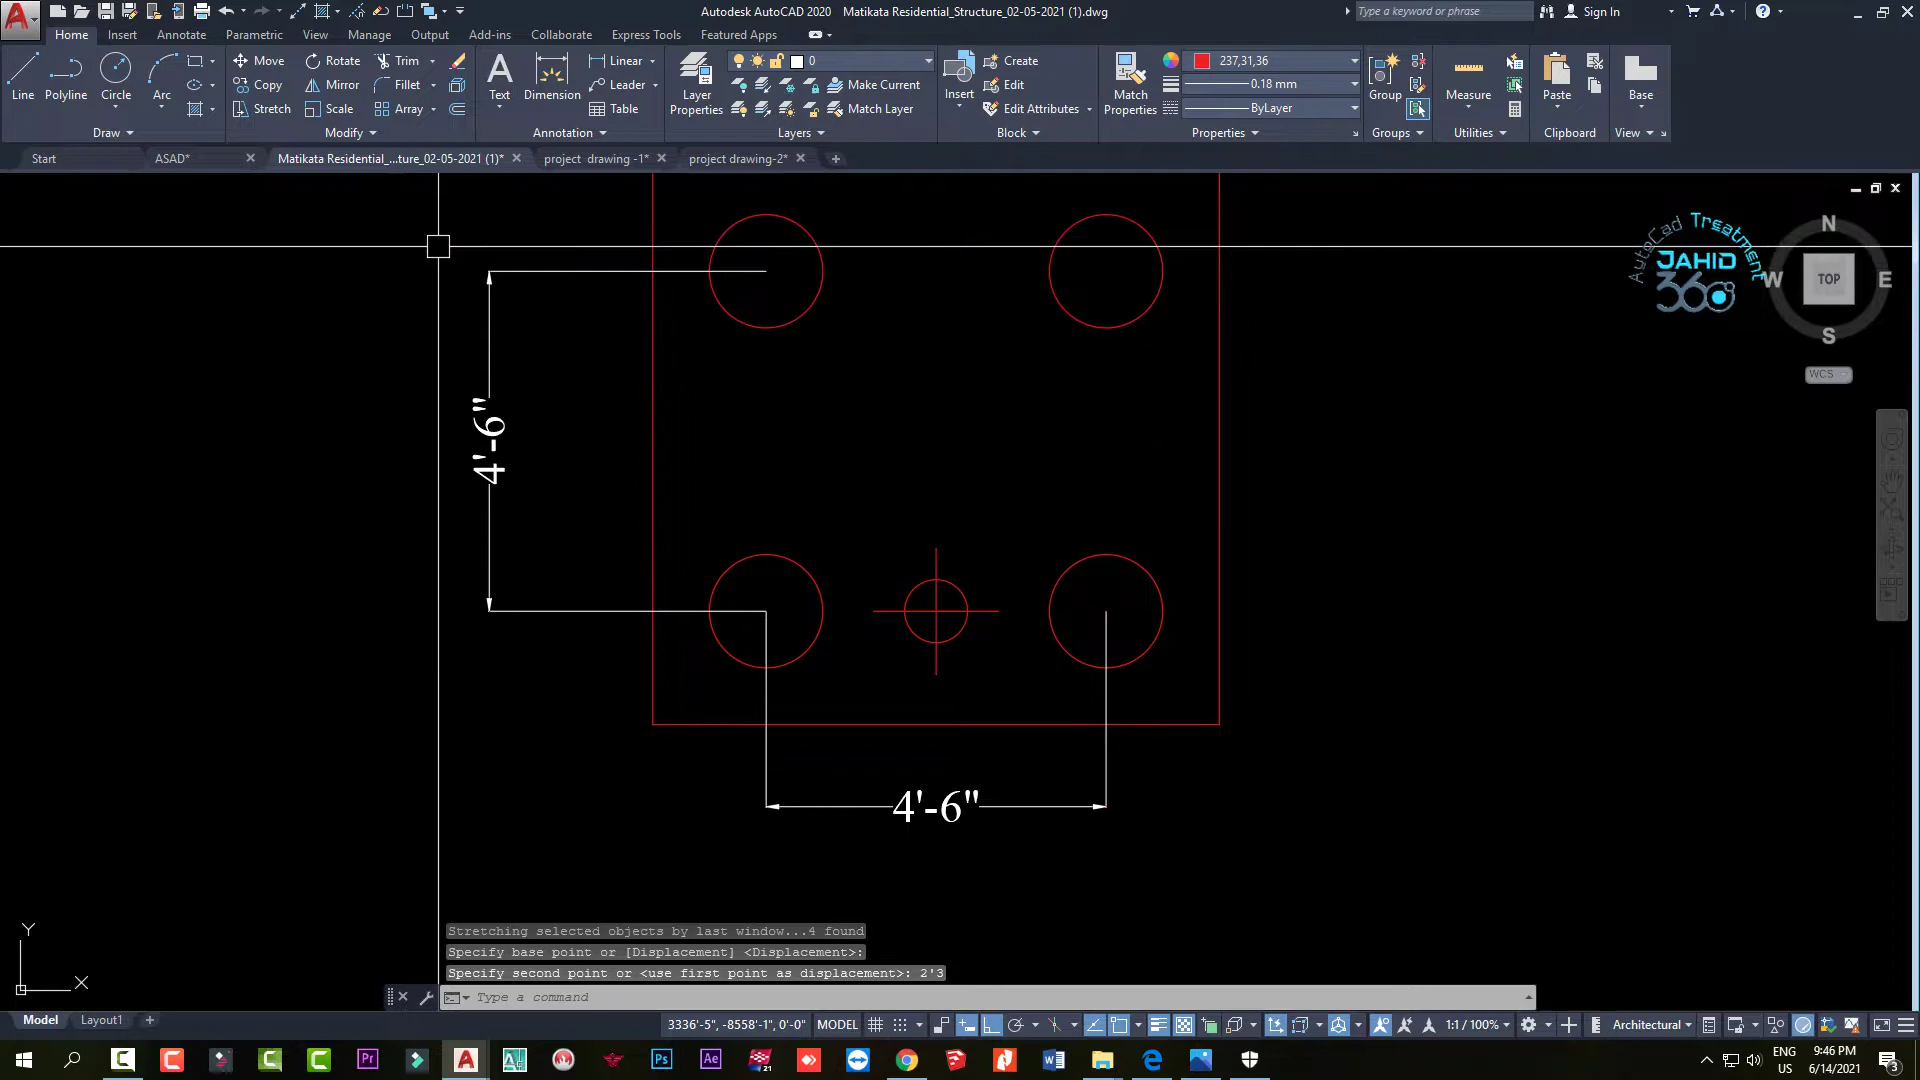 Autodesk AutoCAD 2020 Matikata Residential_Structure_02-05-2021 (1).dwg
Type a keyword or phrase
Sign In
Home Insert Annotate Parametric View Manage Output Add-ins Collaborate Express Tools Featured Apps
Line Polyline Circle Arc
Draw
Move Rotate Trim
Copy Mirror Fillet
Stretch Scale Array
Modify
Text Dimension
Linear
Leader
Table
Annotation
Layer Properties
0
Make Current
Match Layer
Layers
Insert
Create
Edit
Edit Attributes
Block
Match Properties
237,31,36
0.18 mm
ByLayer
Properties
Group
Groups
Measure
Utilities
Paste
Clipboard
Base
View
Start ASAD* Matikata Residential_...ture_02-05-2021 (1)* project drawing -1* project drawing-2*
AutoCad Treatment
JAHID
360°
N
W TOP E
S
WCS
4'-6"
4'-6"
Y
X
Stretching selected objects by last window...4 found
Specify base point or [Displacement] <Displacement>:
Specify second point or <use first point as displacement>: 2'3
Type a command
Model Layout1
3336'-5", -8558'-1", 0'-0" MODEL
1:1 / 100%
Architectural
Pr
Ps
Ae
21
ENG
US
9:46 PM
6/14/2021
3